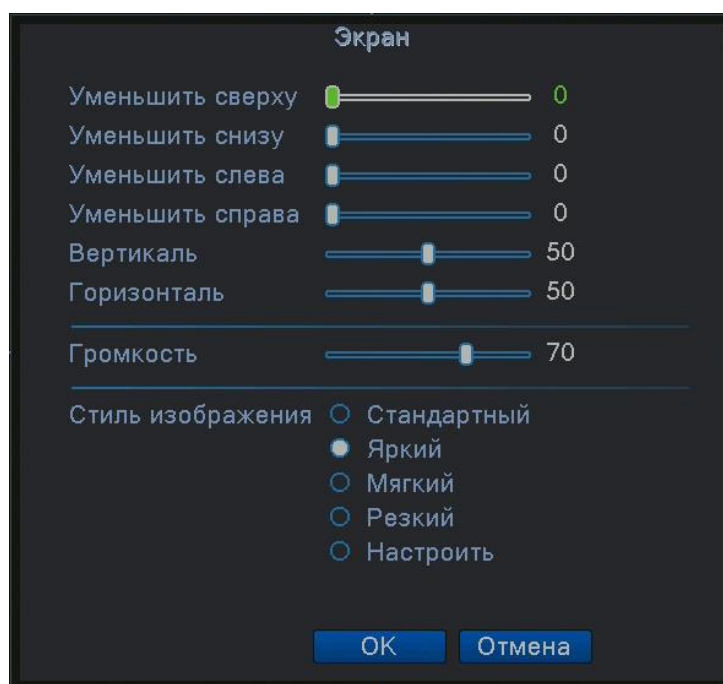 Экран
Уменьшить сверху 0
Уменьшить снизу 0
Уменьшить слева 0
Уменьшить справа 0
Вертикаль 50
Горизонталь 50
Громкость 70
Стиль изображения Стандартный
Яркий
Мягкий
Резкий
Настроить
OK Отмена